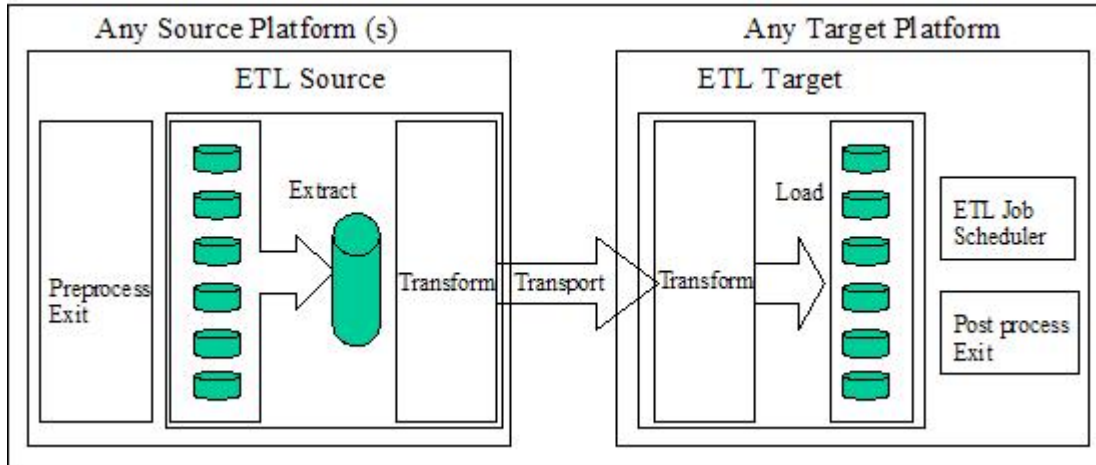 Any Source Platform (s)
Any Target Platform
ETL Source
ETL Target
Preprocess
Exit
Extract
Transform
Transport
Transform
Load
ETL Job
Scheduler
Post process
Exit